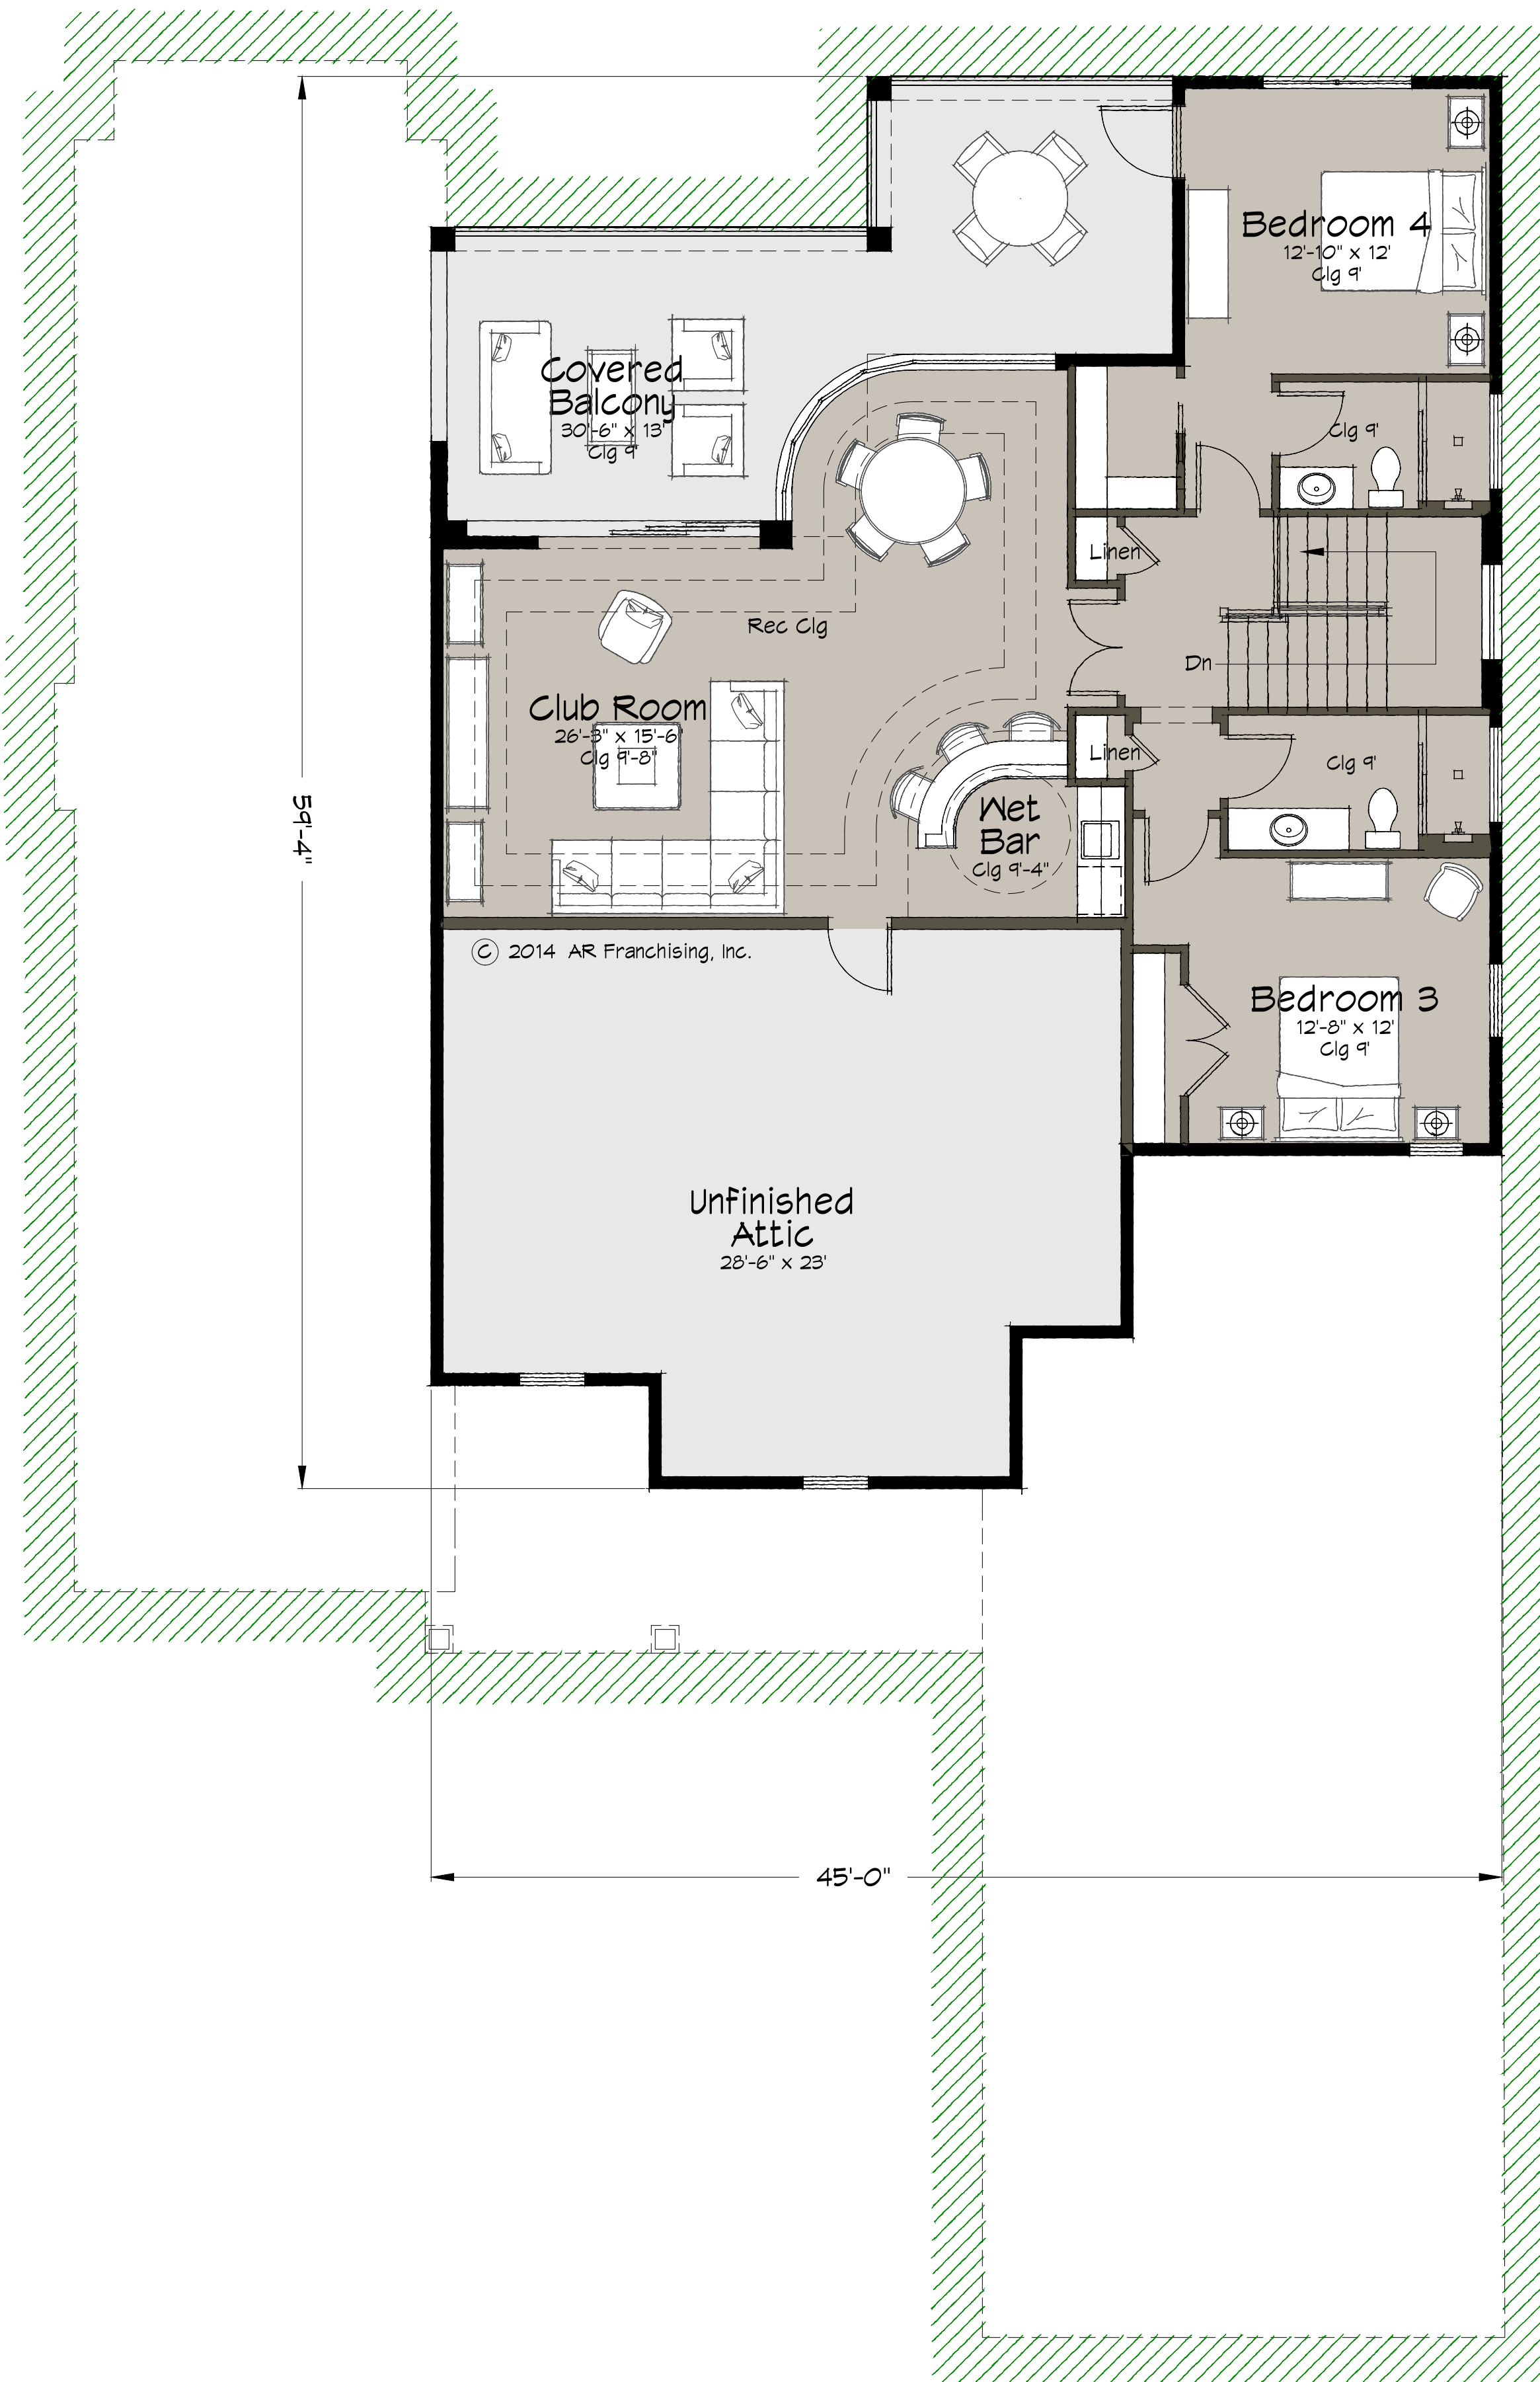 Bedroom 4
12'-10" x 12'
Clg 9'
Covered
Balcony
30'-6" x 13'
Clg 9'
Clg 9'
Linen
Rec Clg
Dn
Club Room
26'-3" x 15'-6"
Clg 9'-8"
Linen
Clg 9'
Wet
Bar
Clg 9'-4"
59'-4"
© 2014 AR Franchising, Inc.
Bedroom 3
12'-8" x 12'
Clg 9'
Unfinished
Attic
28'-6" x 23'
45'-0"